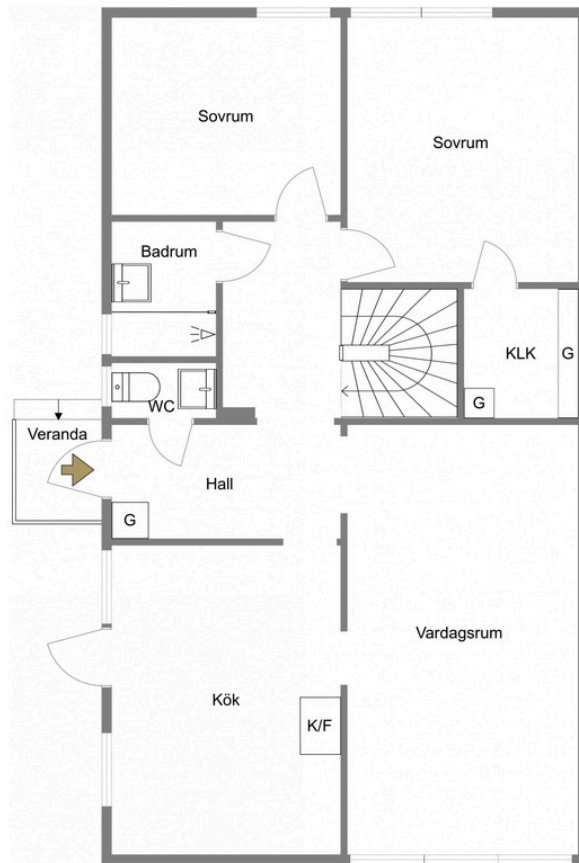 Sovrum
Sovrum
Badrum
KLK
G
G
WC
Veranda
Hall
G
Vardagsrum
Kök
K/F